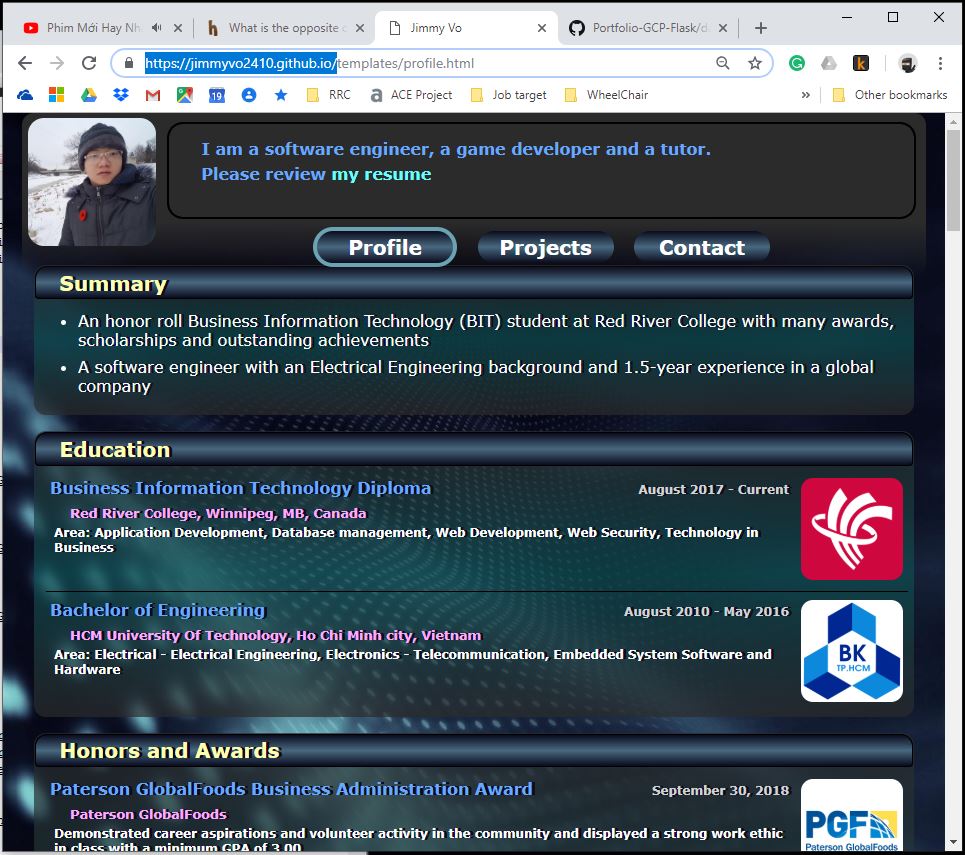 Phim Mới Hay Nh
What is the opposite
Jimmy Vo
Portfolio-GCP-Flask/d
https://jimmyvo2410.github.io/templates/profile.html
19
k
RRC
ACE Project
Job target
WheelChair
»
Other bookmarks
I am a software engineer, a game developer and a tutor.
Please review my resume
Profile
Projects
Contact
Summary
• An honor roll Business Information Technology (BIT) student at Red River College with many awards,
scholarships and outstanding achievements
• A software engineer with an Electrical Engineering background and 1.5-year experience in a global
company
Education
Business Information Technology Diploma
August 2017 - Current
Red River College, Winnipeg, MB, Canada
Area: Application Development, Database management, Web Development, Web Security, Technology in
Business
Bachelor of Engineering
August 2010 - May 2016
HCM University Of Technology, Ho Chi Minh city, Vietnam
Area: Electrical - Electrical Engineering, Electronics - Telecommunication, Embedded System Software and
Hardware
BK
TP.HCM
Honors and Awards
Paterson GlobalFoods Business Administration Award
September 30, 2018
Paterson GlobalFoods
Demonstrated career aspirations and volunteer activity in the community and displayed a strong work ethic
in class with a minimum GPA of 3.00
PGF
Paterson GlobalFoods